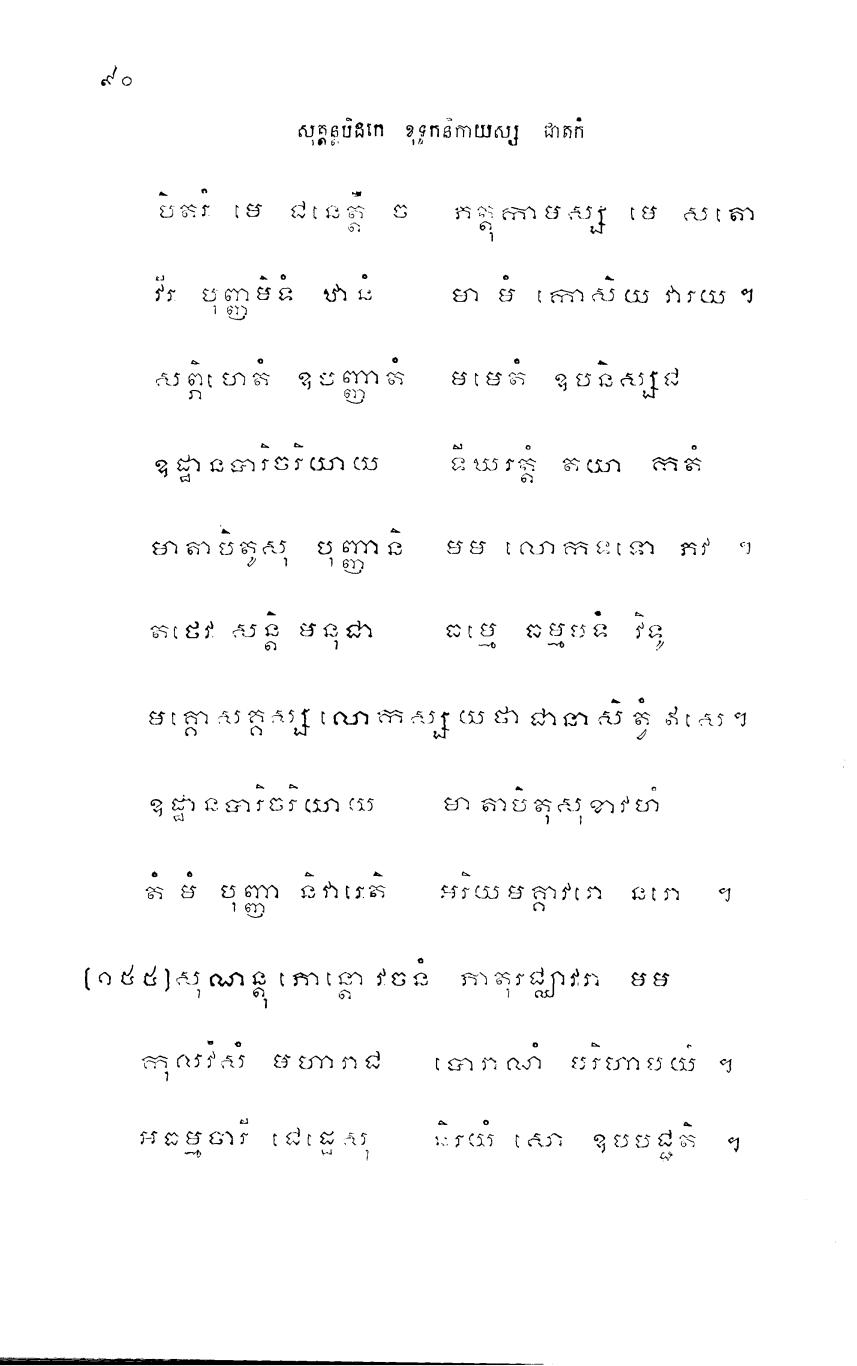 ៩០
សុត្តន្តបិដកេ ខុទ្ទកនិកាយស្ស ជាតកំ
បិតរំ មេ ជនេត្តឹ ច ភត្តុកាមស្ស មេ សតោ
វីរ បុញ្ញមិទំ ឋានំ មា មំ កោសិយ វារយ ។
សព្ភិហេតំ ឧបញ្ញាតំ មមេតំ ឧបនិស្សជ
ឧដ្ឋានបារិចរិយាយ ទីឃរត្តំ តយា កតំ
មាតាបិតូសុ បុញ្ញានិ មម លោកទទោ ភវ ។
តថេវ សន្តិ មនុជា ធម្មេ ធម្មបទំ វិទូ
មគ្គោ សគ្គស្ស លោកស្ស យថា ជានាសិ ត្វំ ឥសេ ។
ឧដ្ឋានបារិចរិយាយ មាតាបិតុសុខាវហំ
តំ មំ បុញ្ញា និវារេតិ អរិយមគ្គាវរោ នរោ ។
[១៥៥] សុណន្តុ ភោន្តោ វចនំ ភាតុរជ្ឈាវរា មម
កុលវំសំ មហារាជ បោរាណំ បរិហាបយំ ។
អធម្មចារី ជេដ្ឋេសុ និរយំ សោ ឧបបជ្ជតិ ។